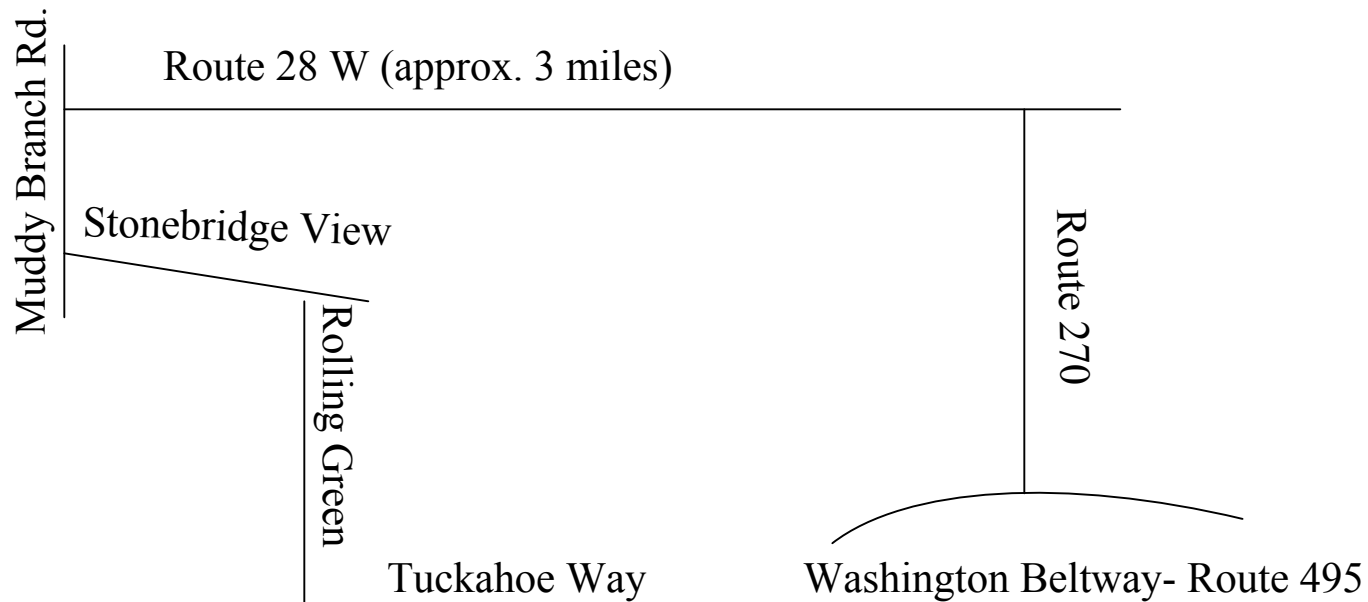 Muddy Branch Rd.
Route 28 W (approx. 3 miles)
Stonebridge View
Route 270
Rolling Green
Tuckahoe Way
Washington Beltway- Route 495